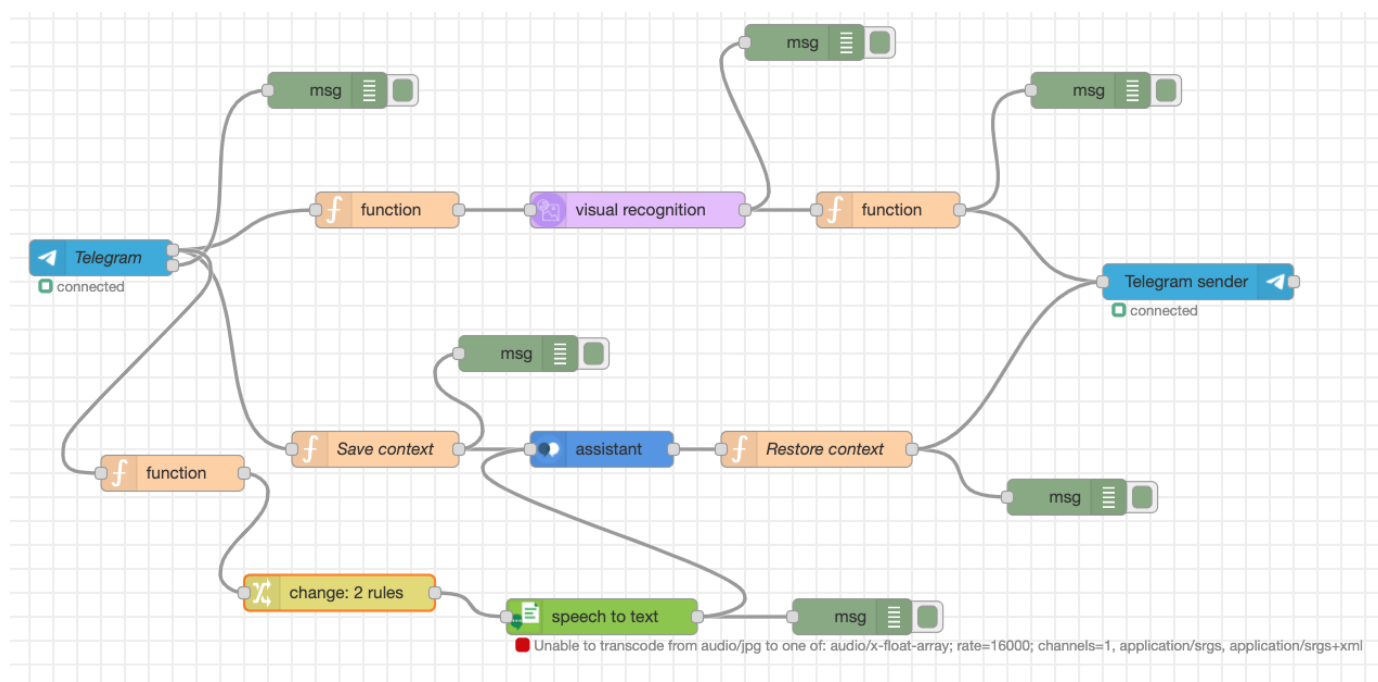 msg
msg
msg
function
visual recognition
function
Telegram
connected
Telegram sender
connected
msg
Save context
assistant
Restore context
function
msg
change: 2 rules
speech to text
msg
Unable to transcode from audio/jpg to one of: audio/x-float-array; rate=16000; channels=1, application/srgs, application/srgs+xml